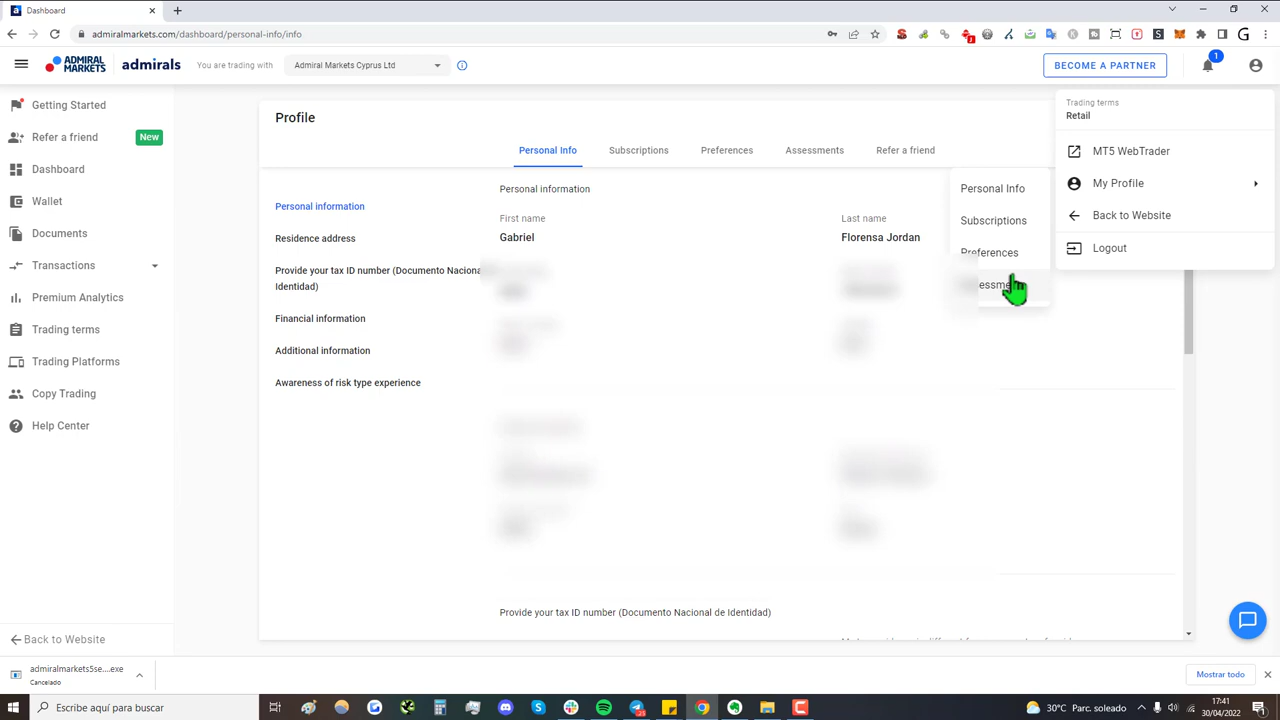 Dashboard
admiralmarkets.com/dashboard/personal-info/info
ADMIRAL MARKETS
admirals
You are trading with
Admiral Markets Cyprus Ltd
BECOME A PARTNER
1
Getting Started
Refer a friend New
Dashboard
Wallet
Documents
Transactions
Premium Analytics
Trading terms
Trading Platforms
Copy Trading
Help Center
Back to Website
Profile
Personal Info
Subscriptions
Preferences
Assessments
Refer a friend
Personal information
Residence address
Provide your tax ID number (Documento Nacional de
Identidad)
Financial information
Additional information
Awareness of risk type experience
Personal information
First name
Gabriel
Last name
Florensa Jordan
Provide your tax ID number (Documento Nacional de Identidad)
Personal Info
Subscriptions
Preferences
Trading terms
Retail
MT5 WebTrader
My Profile
Back to Website
Logout
admiralmarkets5se....exe
Cancelado
Mostrar todo
Escribe aquí para buscar
30°C Parc. soleado
17:41
30/04/2022